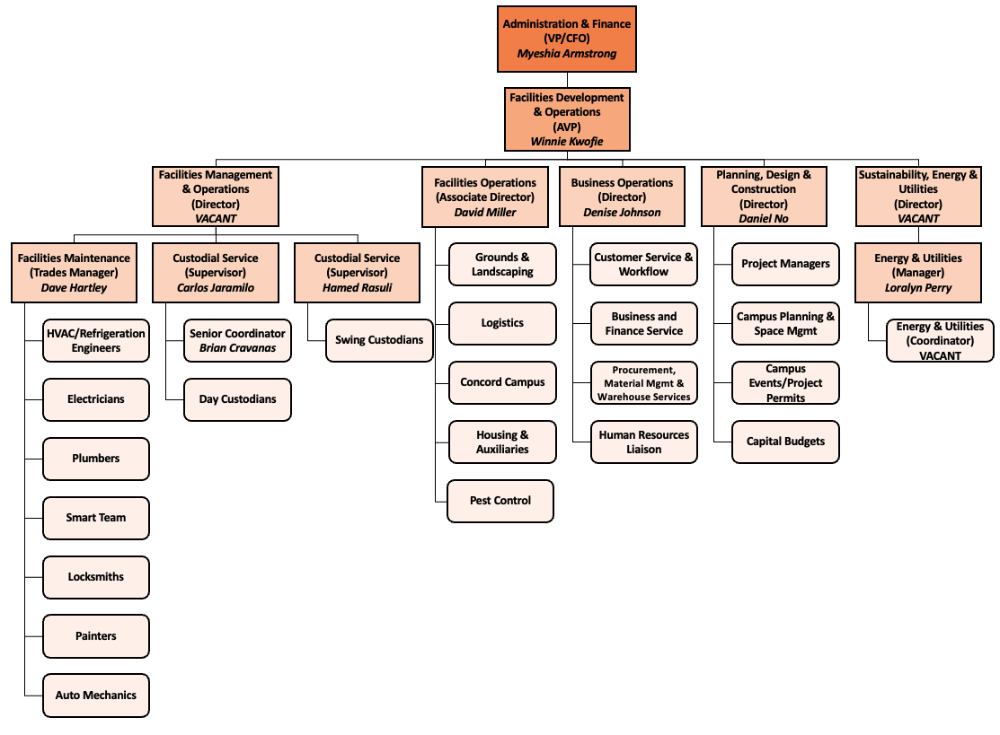 Administration & Finance
(VP/CFO)
Myeshia Armstrong
Facilities Development
& Operations
(AVP)
Winnie Kwofie
Facilities Management
& Operations
(Director)
VACANT
Facilities Operations
(Associate Director)
David Miller
Business Operations
(Director)
Denise Johnson
Planning, Design &
Construction
(Director)
Daniel No
Sustainability, Energy &
Utilities
(Director)
VACANT
Facilities Maintenance
(Trades Manager)
Dave Hartley
Custodial Service
(Supervisor)
Carlos Jaramilo
Custodial Service
(Supervisor)
Hamed Rasuli
Grounds &
Landscaping
Customer Service &
Workflow
Project Managers
Energy & Utilities
(Manager)
Loralyn Perry
HVAC/Refrigeration
Engineers
Senior Coordinator
Brian Cravanas
Swing Custodians
Logistics
Business and
Finance Service
Campus Planning &
Space Mgmt
Energy & Utilities
(Coordinator)
VACANT
Electricians
Day Custodians
Concord Campus
Procurement,
Material Mgmt &
Warehouse Services
Campus
Events/Project
Permits
Plumbers
Housing &
Auxiliaries
Human Resources
Liaison
Capital Budgets
Smart Team
Pest Control
Locksmiths
Painters
Auto Mechanics